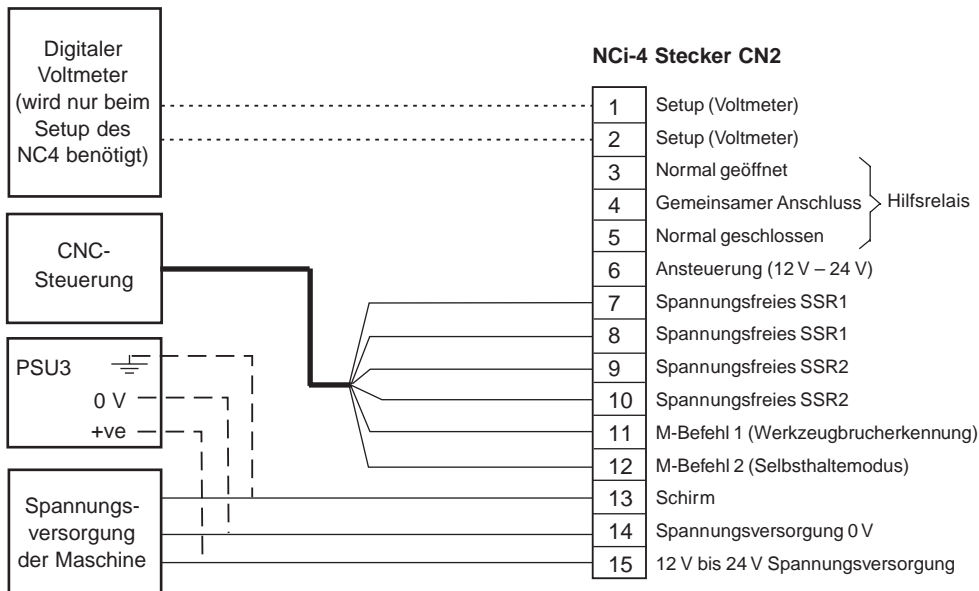 Digitaler
Voltmeter
(wird nur beim
Setup des
NC4 benötigt)
CNC-
Steuerung
PSU3
0 V
+ve
Spannungs-
versorgung
der Maschine
NCi-4 Stecker CN2
1 Setup (Voltmeter)
2 Setup (Voltmeter)
3 Normal geöffnet
4 Gemeinsamer Anschluss
5 Normal geschlossen
Hilfsrelais
6 Ansteuerung (12 V – 24 V)
7 Spannungsfreies SSR1
8 Spannungsfreies SSR1
9 Spannungsfreies SSR2
10 Spannungsfreies SSR2
11 M-Befehl 1 (Werkzeugbrucherkennung)
12 M-Befehl 2 (Selbsthaltemodus)
13 Schirm
14 Spannungsversorgung 0 V
15 12 V bis 24 V Spannungsversorgung